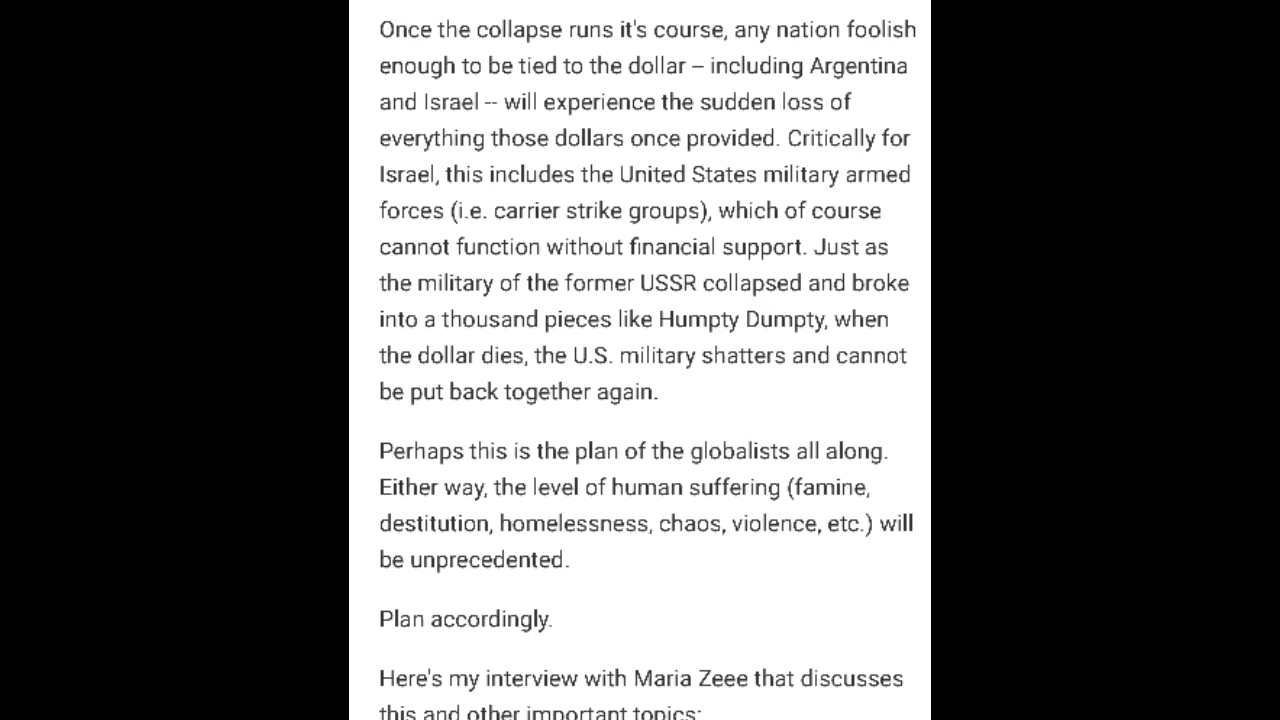 Once the collapse runs it's course, any nation foolish
enough to be tied to the dollar – including Argentina
and Israel -- will experience the sudden loss of
everything those dollars once provided. Critically for
Israel, this includes the United States military armed
forces (i.e. carrier strike groups), which of course
cannot function without financial support. Just as
the military of the former USSR collapsed and broke
into a thousand pieces like Humpty Dumpty, when
the dollar dies, the U.S. military shatters and cannot
be put back together again.
Perhaps this is the plan of the globalists all along.
Either way, the level of human suffering (famine,
destitution, homelessness, chaos, violence, etc.) will
be unprecedented.
Plan accordingly.
Here's my interview with Maria Zeee that discusses
this and other important topics: